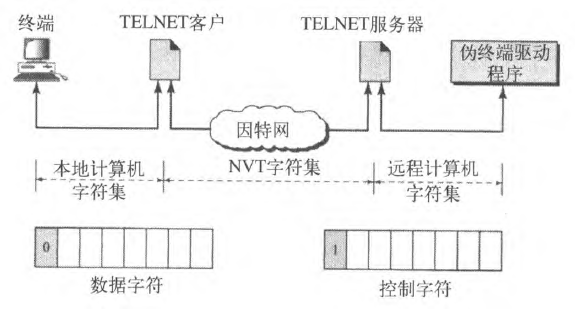 终端
TELNET客户
TELNET服务器
伪终端驱动
程序
因特网
本地计算机
字符集
NVT字符集
远程计算机
字符集
0
1
数据字符
控制字符